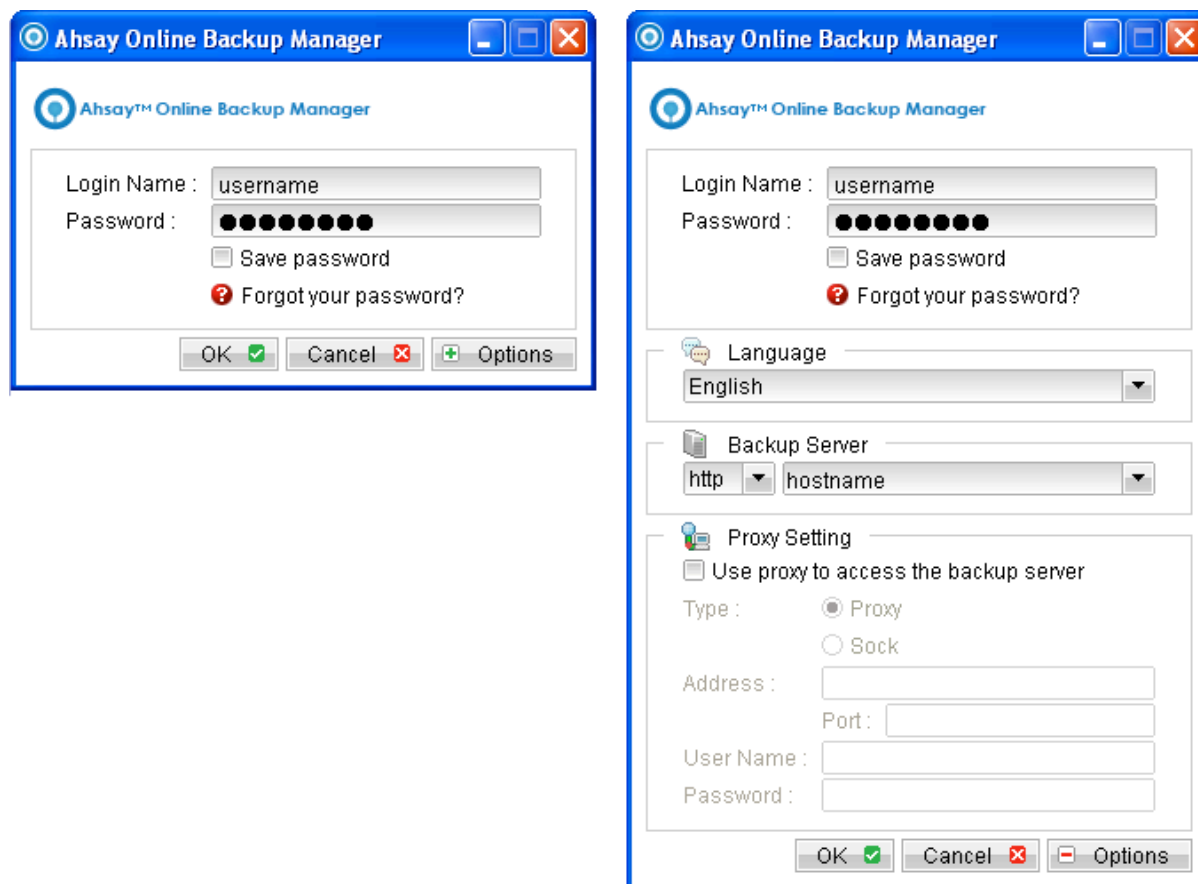 Ahsay Online Backup Manager
Ahsay™ Online Backup Manager
Login Name : username
Password : ●●●●●●●●
Save password
Forgot your password?
OK Cancel Options
Ahsay Online Backup Manager
Ahsay™ Online Backup Manager
Login Name : username
Password : ●●●●●●●●
Save password
Forgot your password?
Language
English
Backup Server
http hostname
Proxy Setting
Use proxy to access the backup server
Type : Proxy
Sock
Address :
Port :
User Name :
Password :
OK Cancel Options